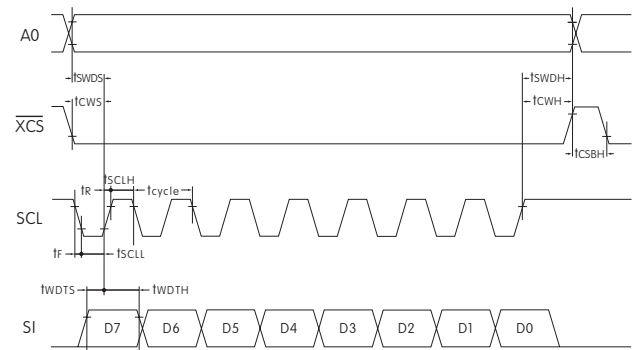 A0
tSWDS
tSWDH
tCWS
tCWH
XCS
tCSBH
tSCLH
tR
tcycle
SCL
tF
tSCLL
tWDTS
tWDTH
SI
D7 D6 D5 D4 D3 D2 D1 D0